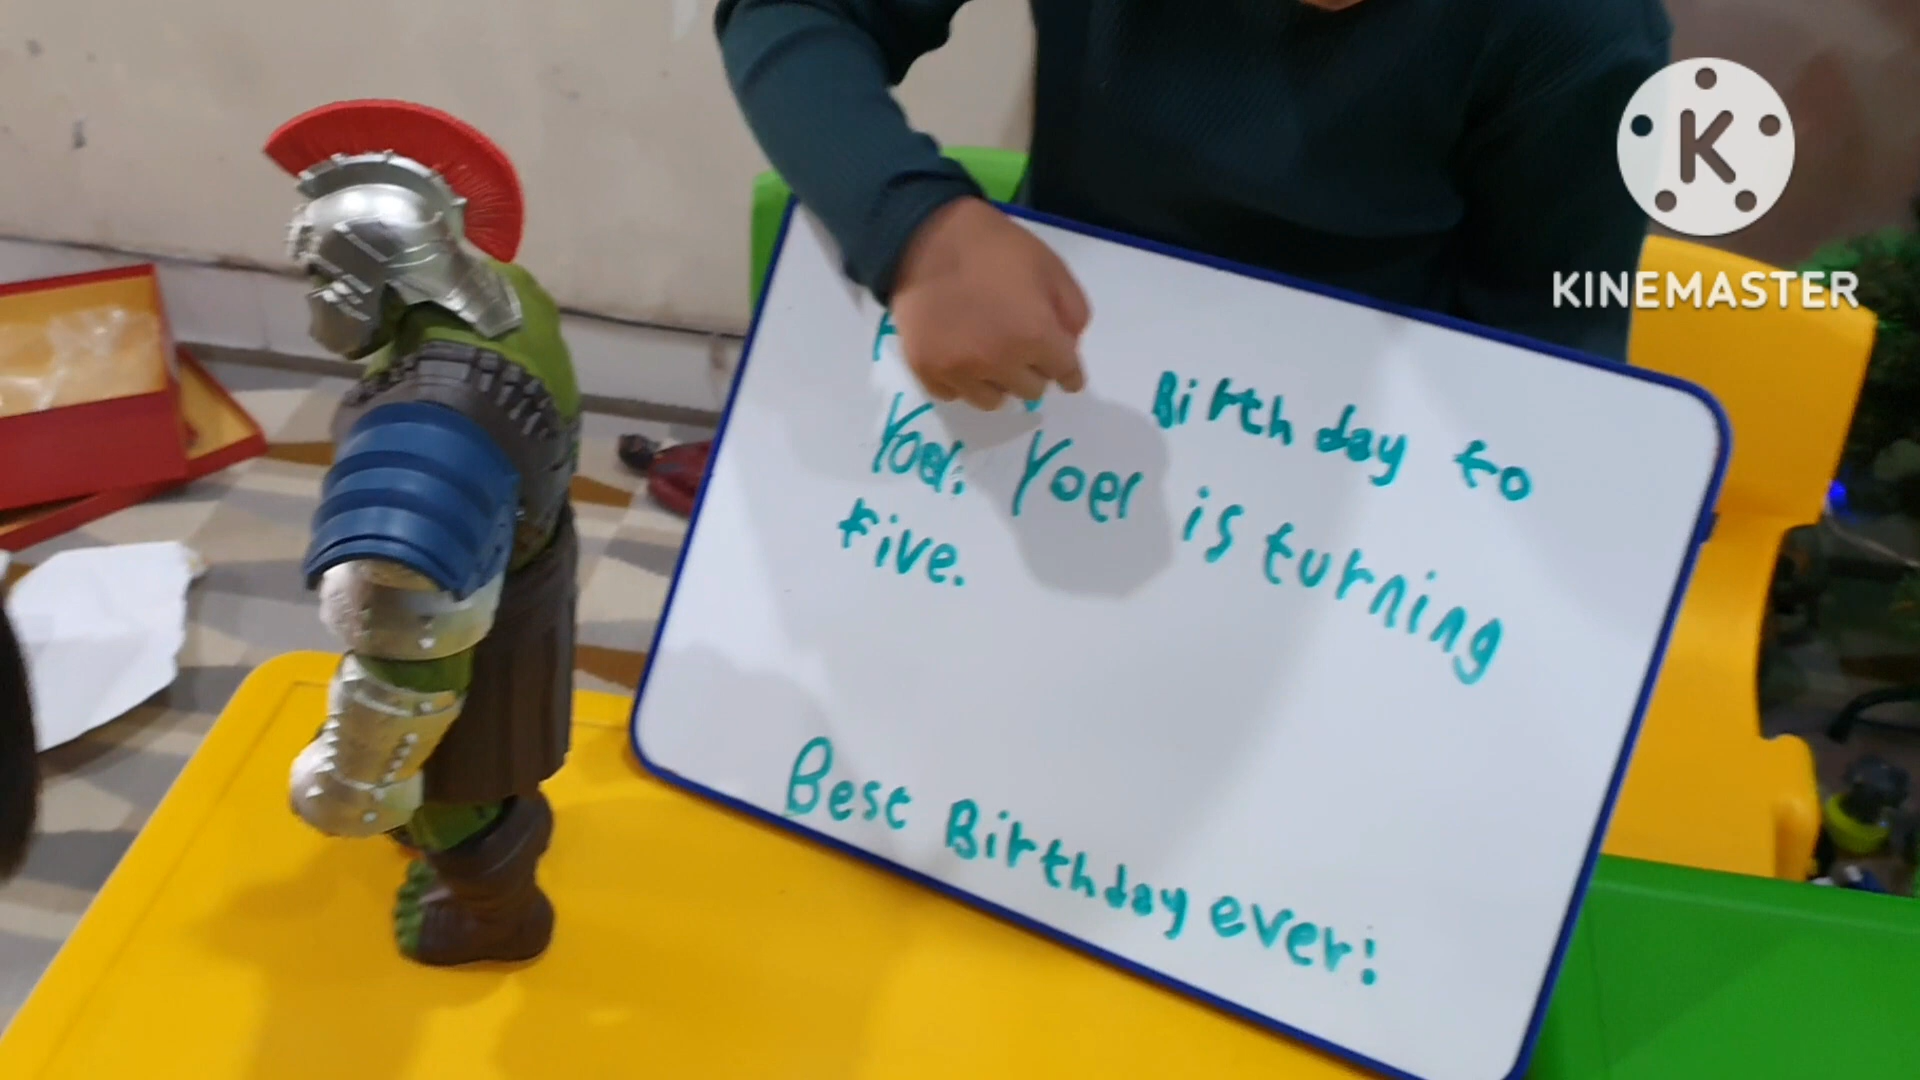 Birthday to
Yoel. Yoel is turning
five.
Best Birthday ever!
K
KINEMASTER